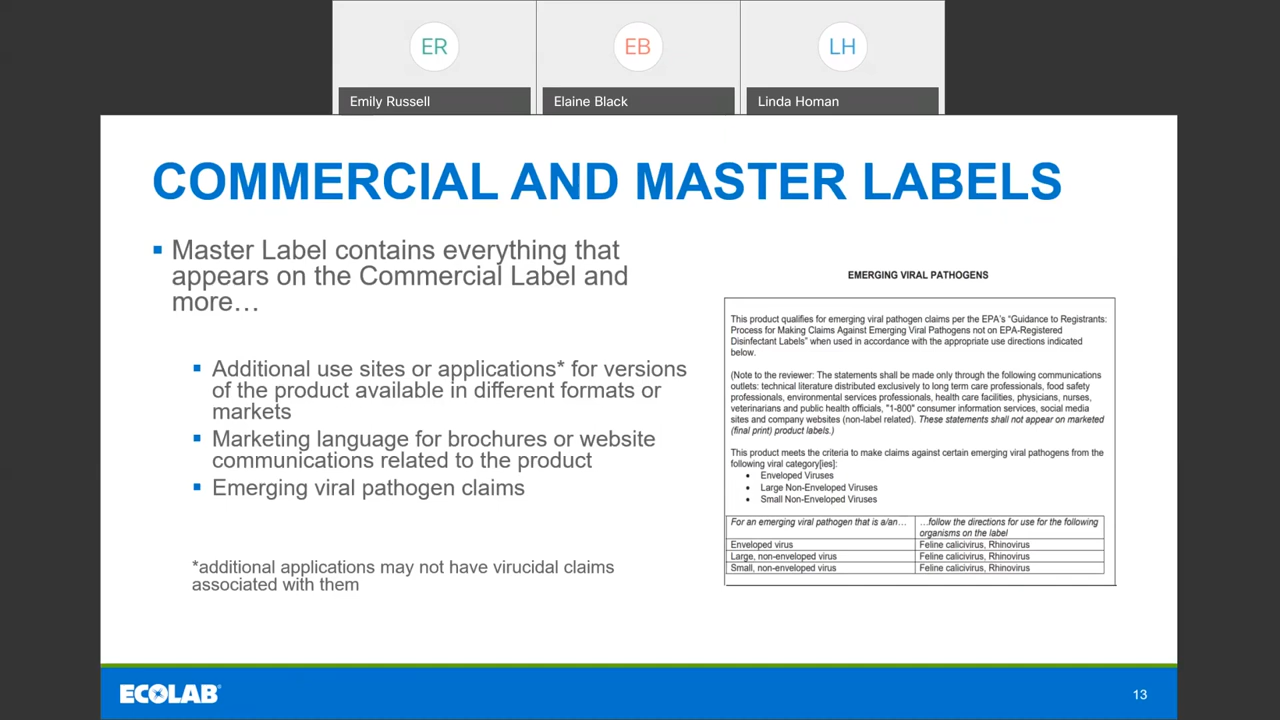 ER
EB
LH
Emily Russell
Elaine Black
Linda Homan
COMMERCIAL AND MASTER LABELS
▪ Master Label contains everything that
appears on the Commercial Label and
more…
▪ Additional use sites or applications* for versions
of the product available in different formats or
markets
▪ Marketing language for brochures or website
communications related to the product
▪ Emerging viral pathogen claims
*additional applications may not have virucidal claims
associated with them
EMERGING VIRAL PATHOGENS
This product qualifies for emerging viral pathogen claims per the EPA's “Guidance to Registrants:
Process for Making Claims Against Emerging Viral Pathogens not on EPA-Registered
Disinfectant Labels” when used in accordance with the appropriate use directions indicated
below.
(Note to the reviewer: The statements shall be made only through the following communications
outlets: technical literature distributed exclusively to long term care professionals, food safety
professionals, environmental services professionals, health care facilities, physicians, nurses,
veterinarians and public health officials, "1-800" consumer information services, social media
sites and company websites (non-label related). These statements shall not appear on marketed
(final print) product labels.)
This product meets the criteria to make claims against certain emerging viral pathogens from the
following viral category[ies]:
• Enveloped Viruses
• Large Non-Enveloped Viruses
• Small Non-Enveloped Viruses
For an emerging viral pathogen that is a/an…
…follow the directions for use for the following
organisms on the label
Enveloped virus
Feline calicivirus, Rhinovirus
Large, non-enveloped virus
Feline calicivirus, Rhinovirus
Small, non-enveloped virus
Feline calicivirus, Rhinovirus
ECOLAB®
13